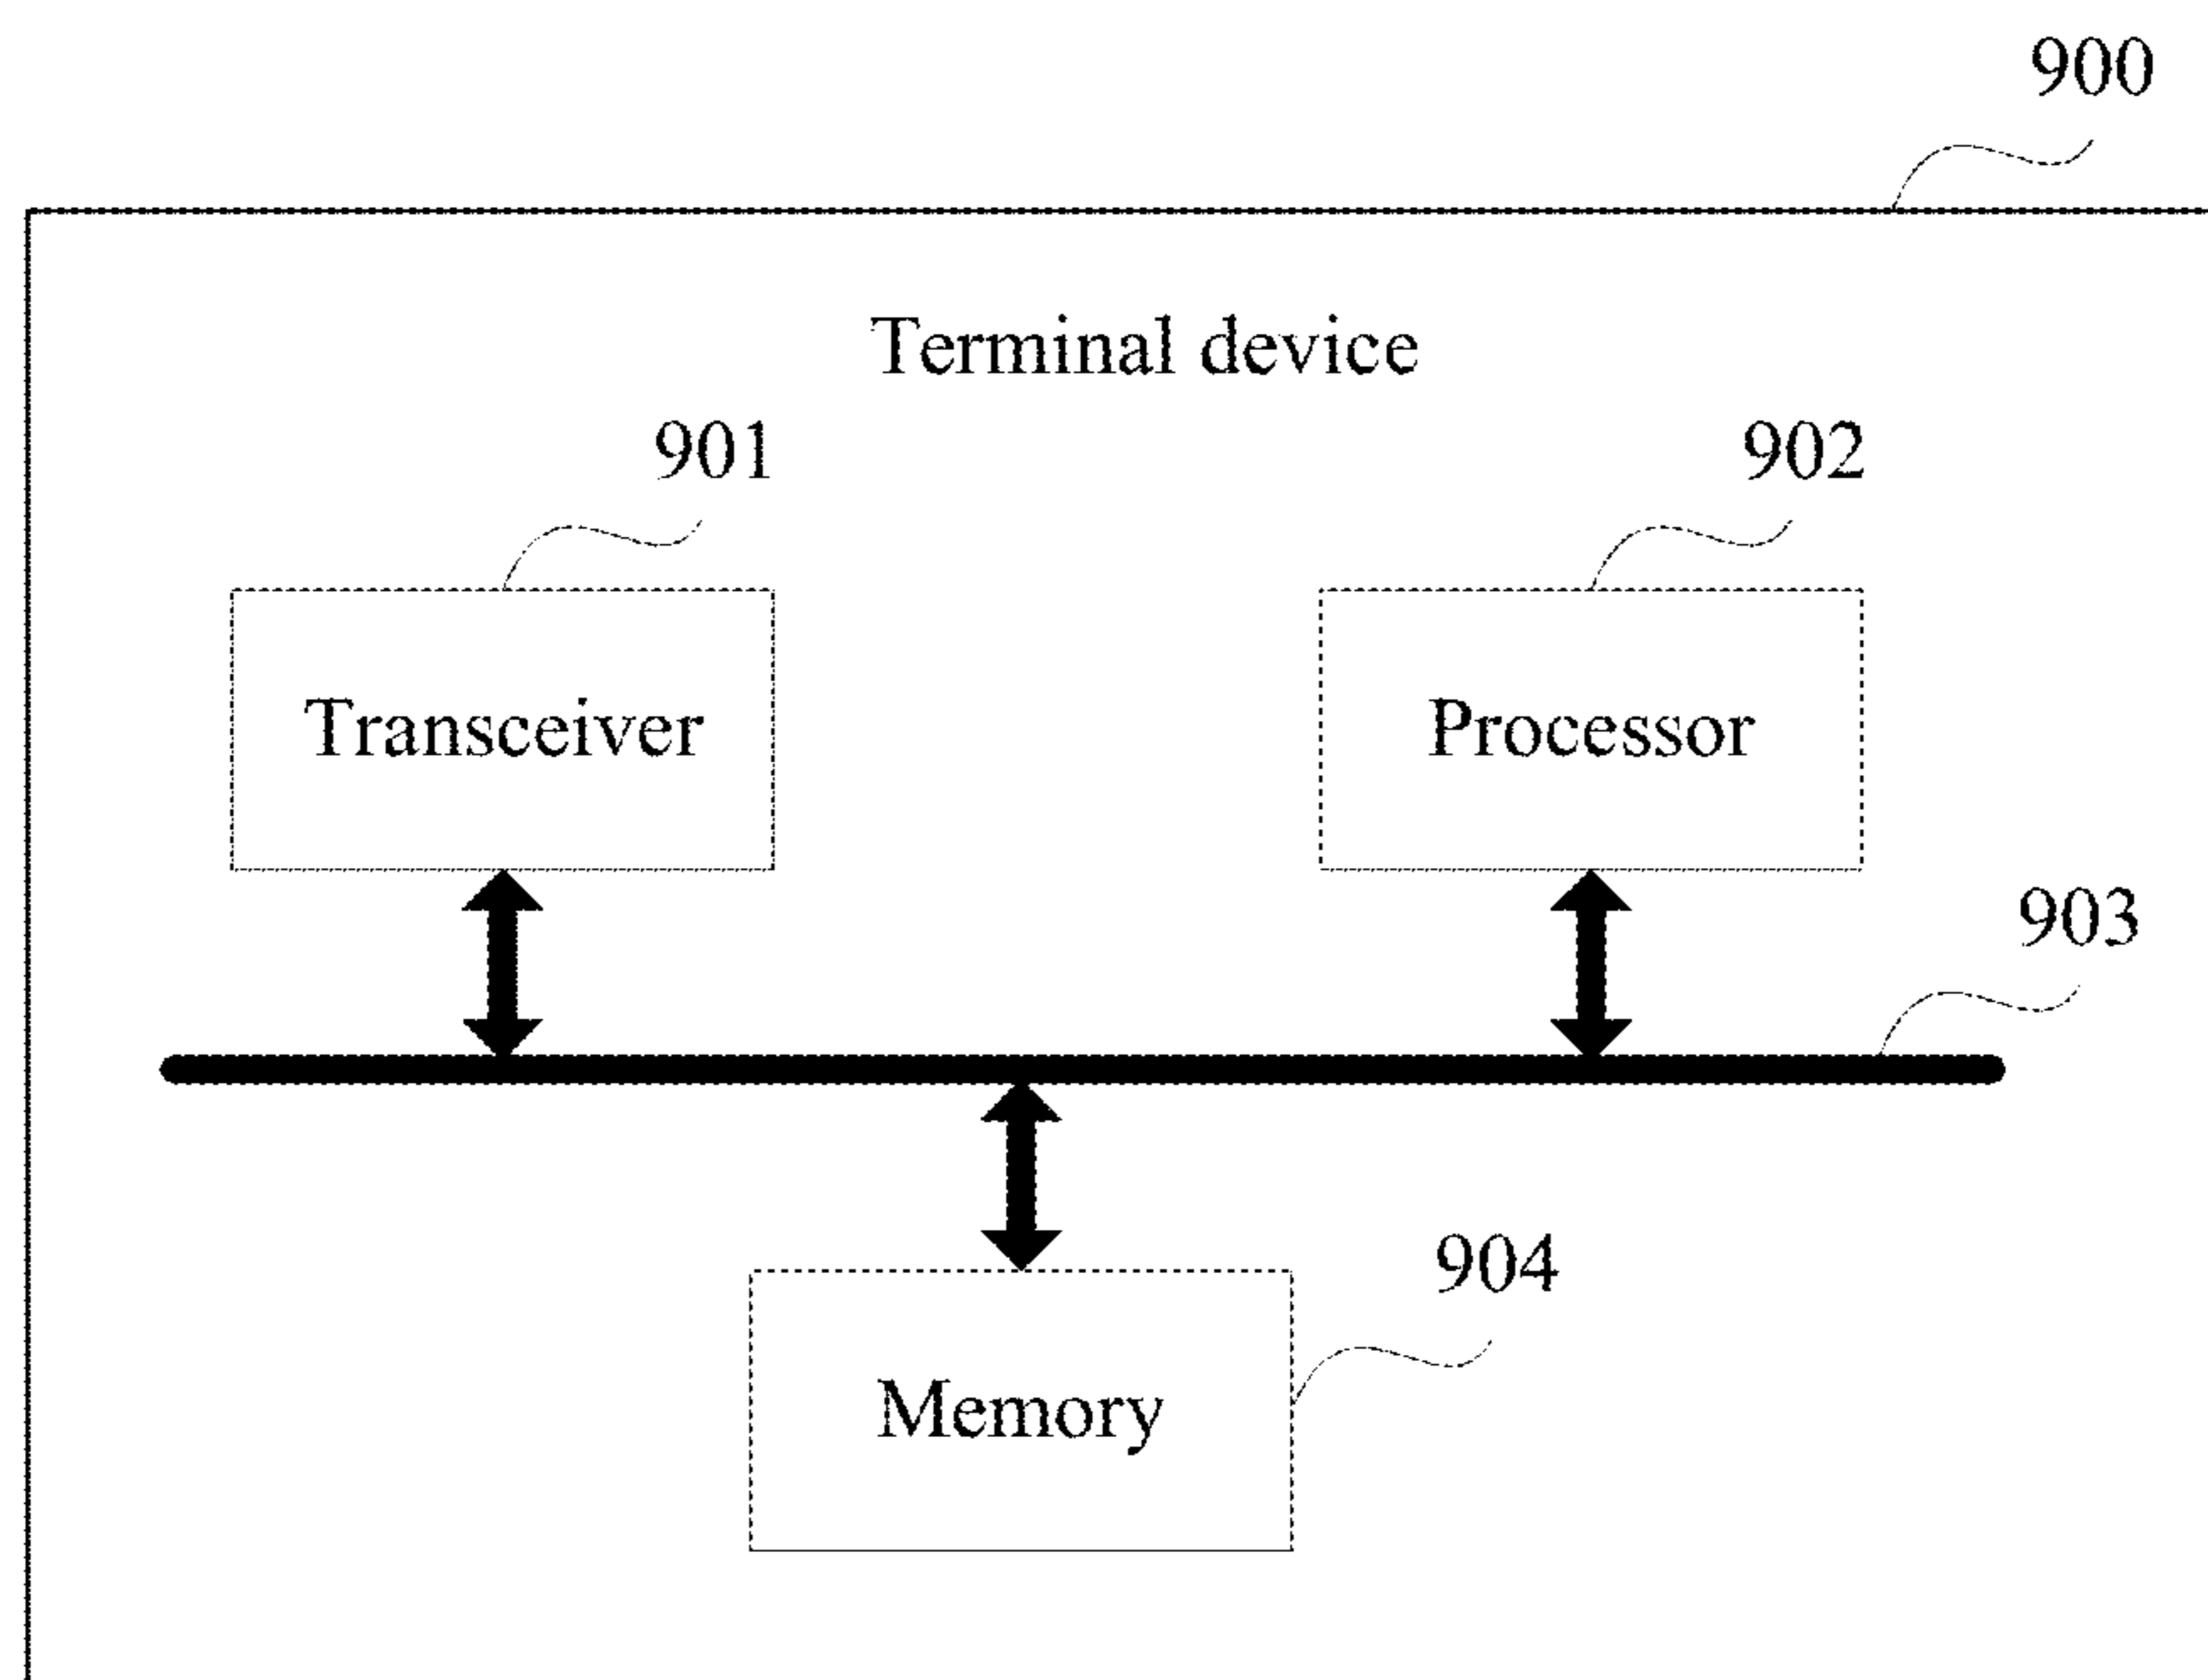 900
Terminal device
901
902
Transceiver
Processor
903
904
Memory